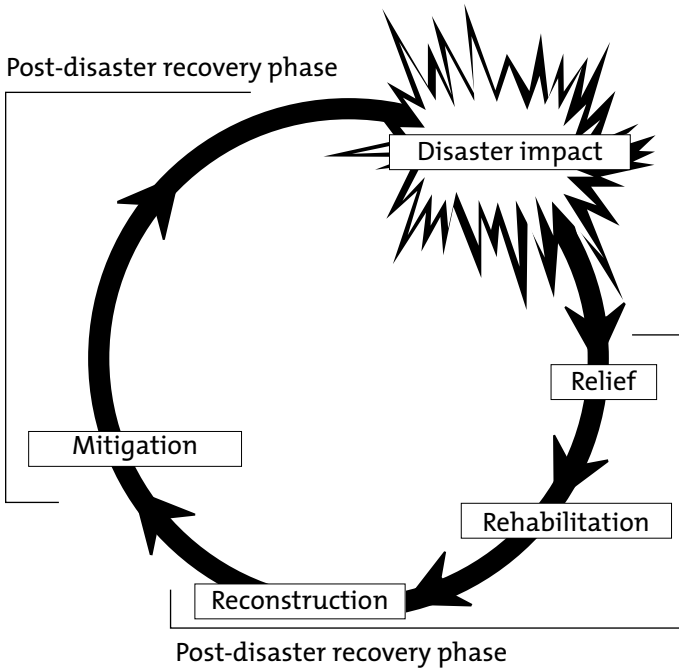 Post-disaster recovery phase
Disaster impact
Relief
Mitigation
Rehabilitation
Reconstruction
Post-disaster recovery phase